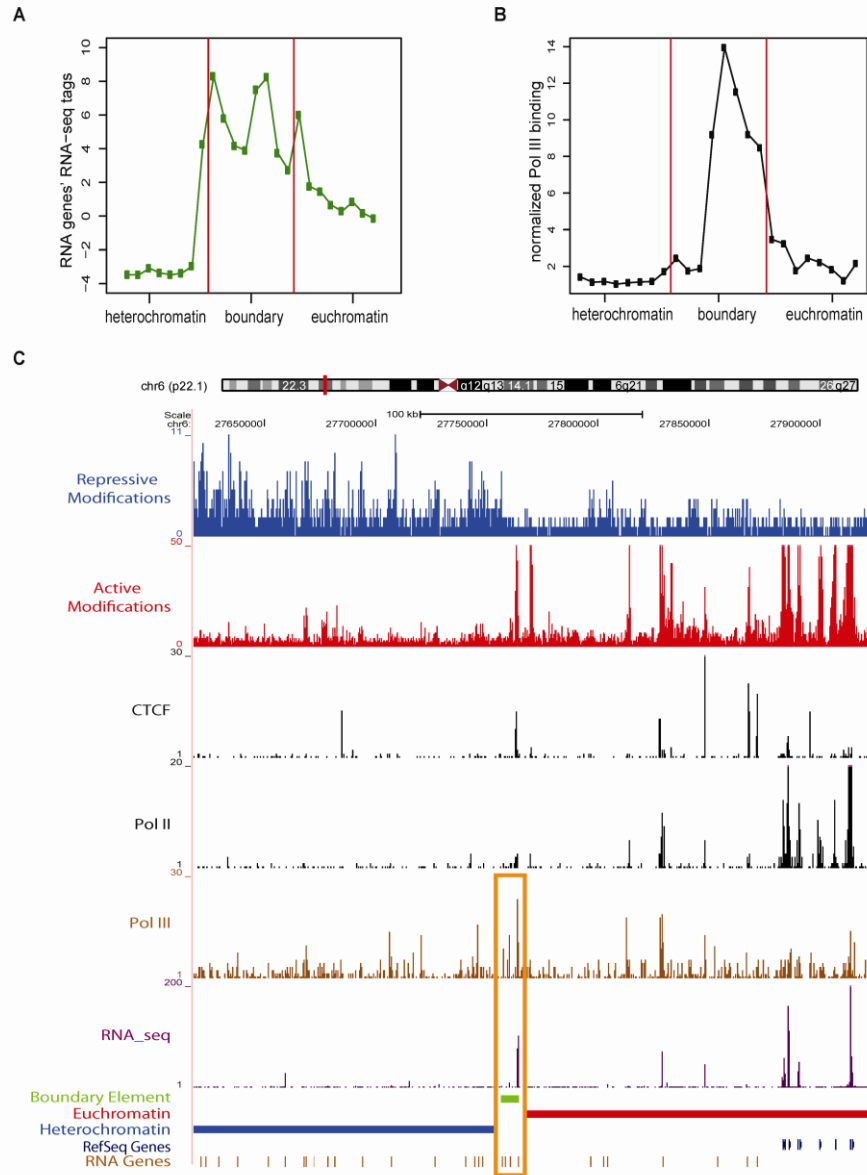 A
RNA genes' RNA-seq tags
10
8
6
4
2
0
−2
−4
heterochromatin boundary euchromatin
B
normalized Pol III binding
14
12
10
8
6
4
2
heterochromatin boundary euchromatin
C
chr6 (p22.1) 22.3 q12 q13 14.1 15 6q21 26 q27
Scale 100 kb
chr6: 27650000 27700000 27750000 27800000 27850000 27900000
11
Repressive
Modifications
0
50
Active
Modifications
0
30
CTCF
1
20
Pol II
1
30
Pol III
1
200
RNA_seq
1
Boundary Element
Euchromatin
Heterochromatin
RefSeq Genes
RNA Genes